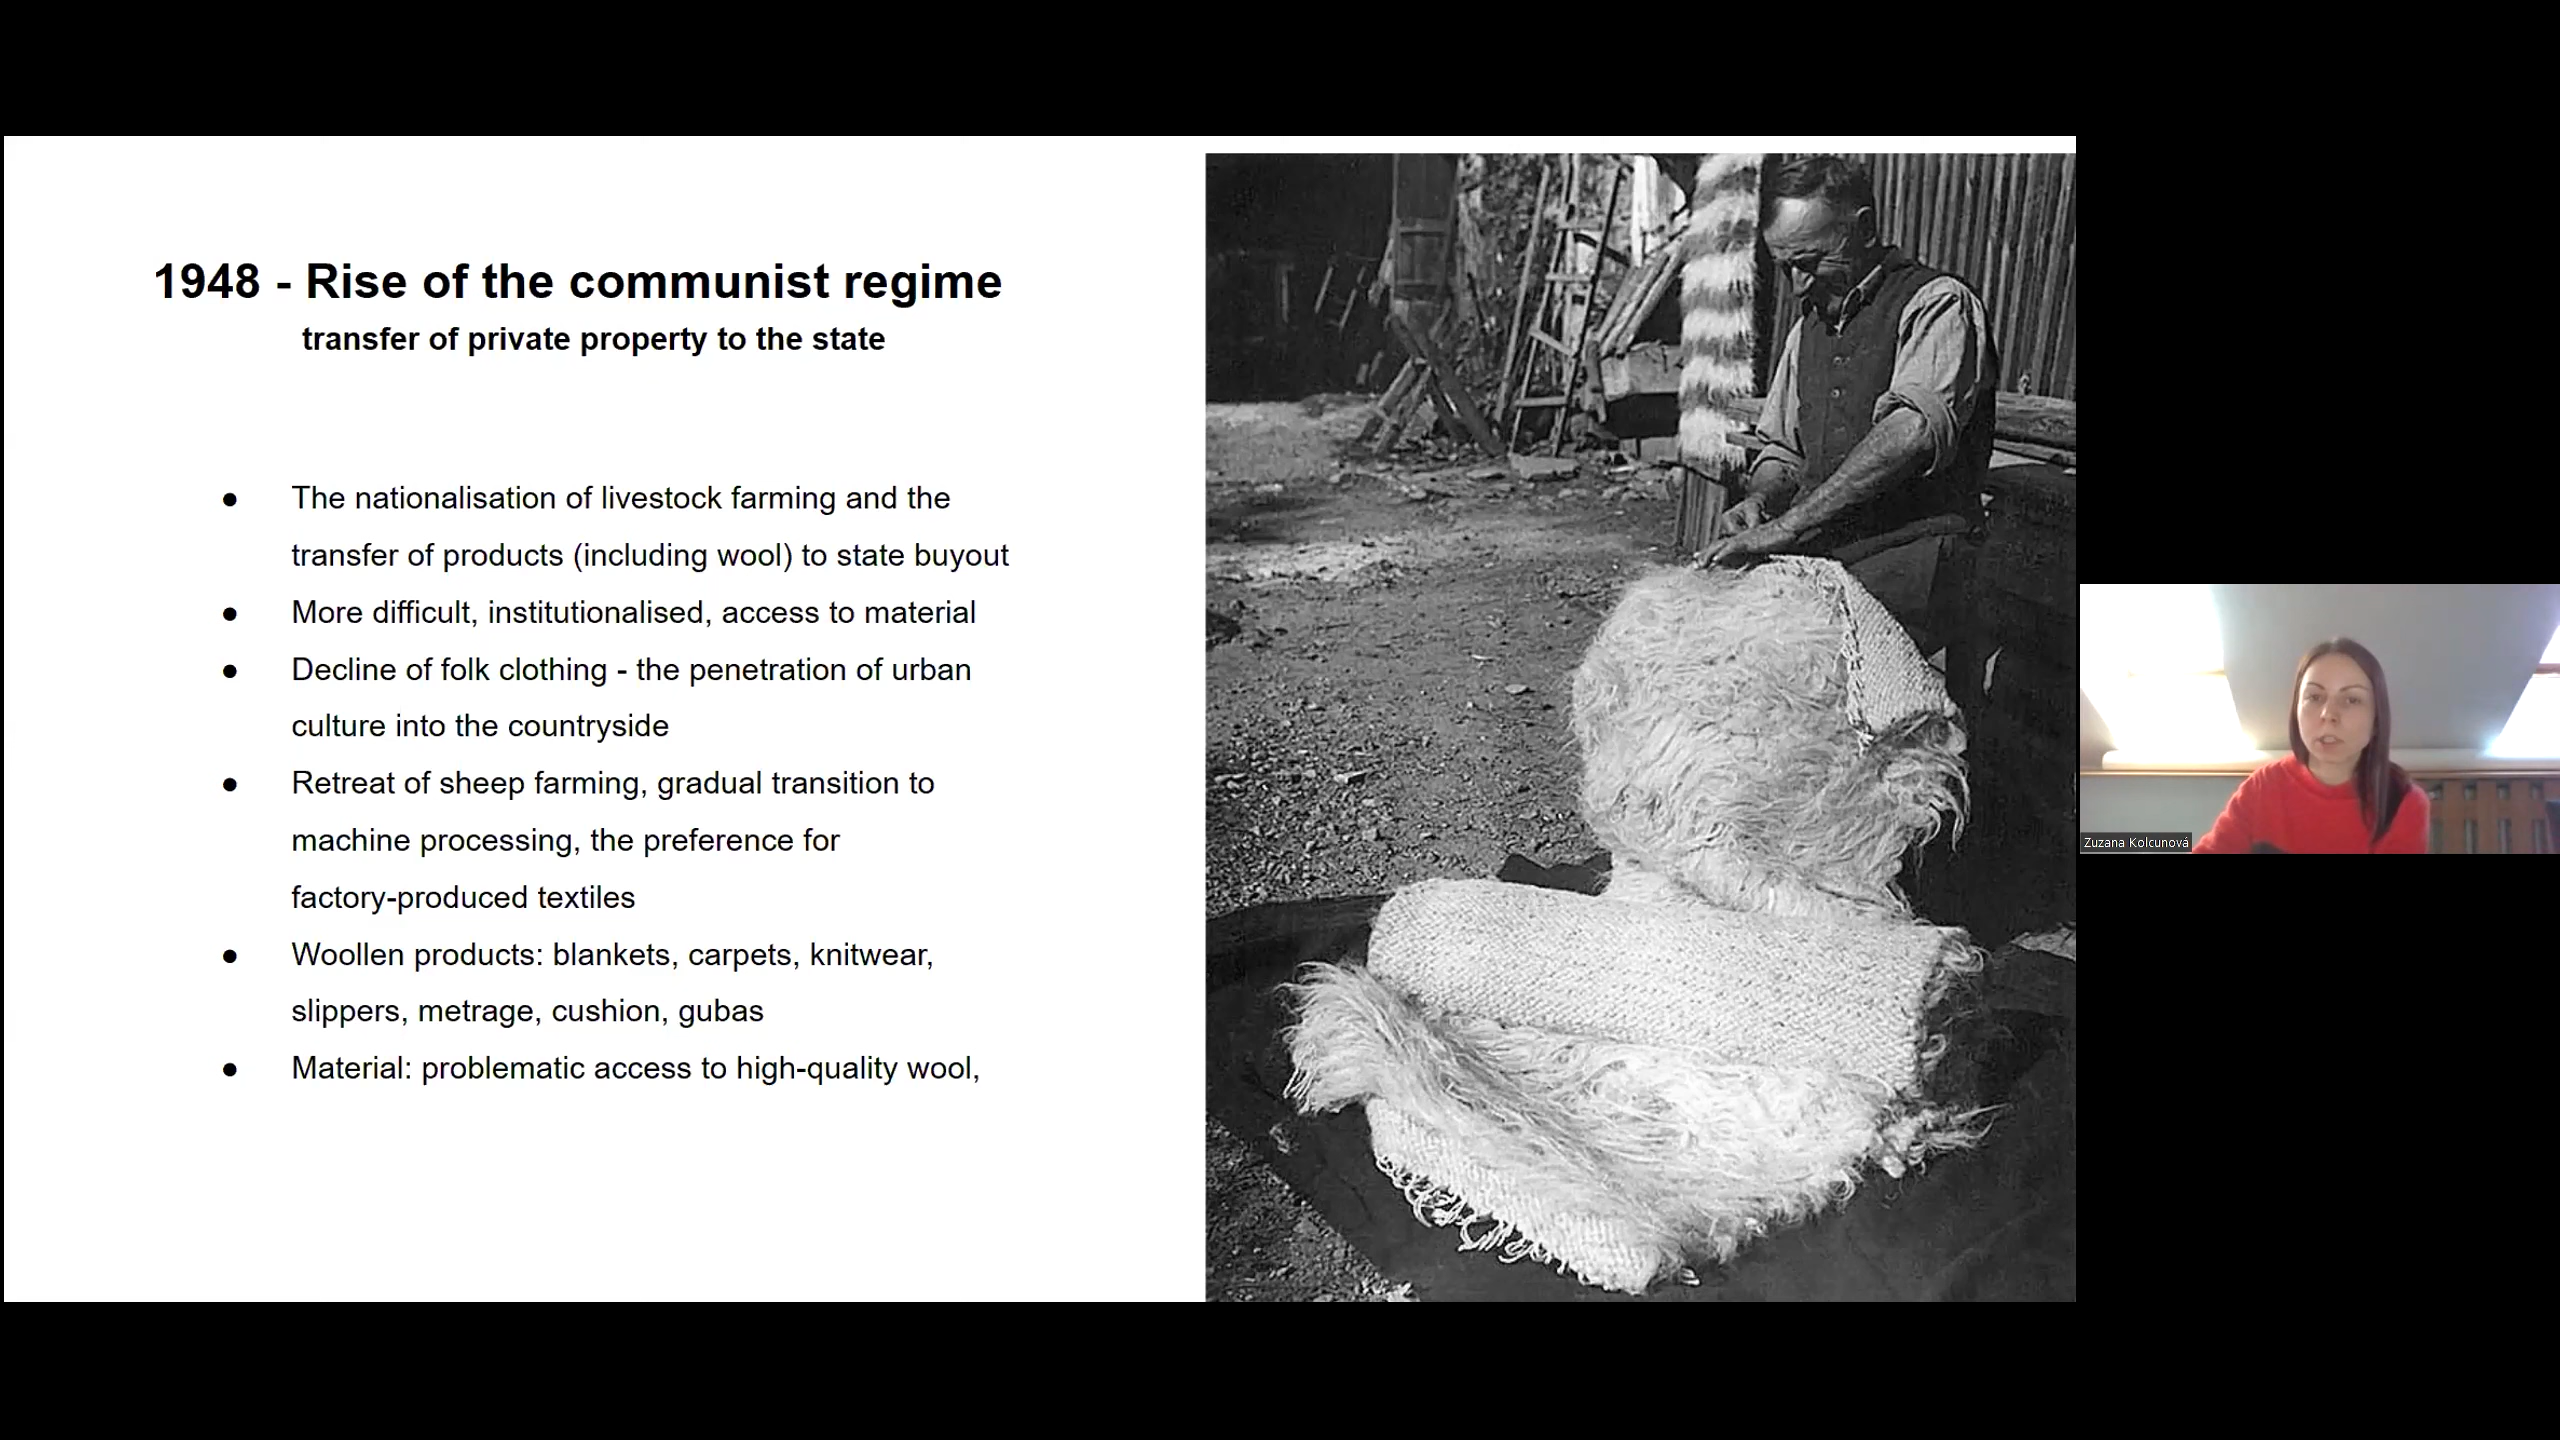 1948 - Rise of the communist regime
transfer of private property to the state
● The nationalisation of livestock farming and the
transfer of products (including wool) to state buyout
● More difficult, institutionalised, access to material
● Decline of folk clothing - the penetration of urban
culture into the countryside
● Retreat of sheep farming, gradual transition to
machine processing, the preference for
factory-produced textiles
● Woollen products: blankets, carpets, knitwear,
slippers, metrage, cushion, gubas
● Material: problematic access to high-quality wool,
Zuzana Kolcunová